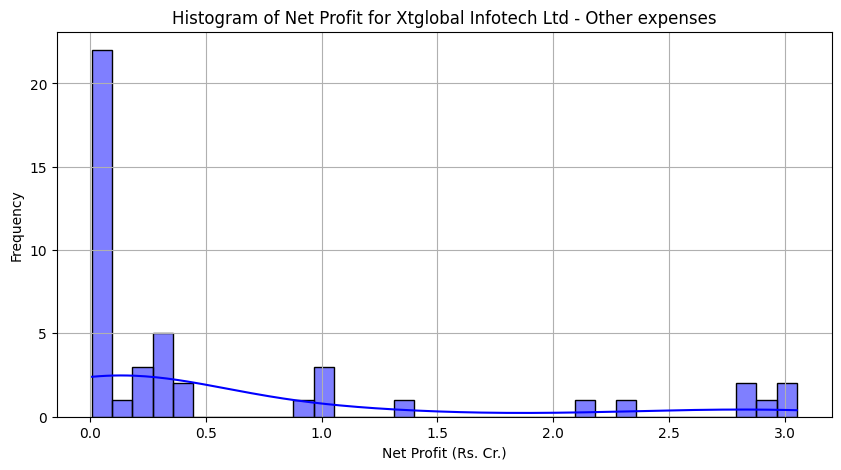 Histogram of Net Profit for Xtglobal Infotech Ltd - Other expenses
Frequency
20
15
10
5
0
0.0 0.5 1.0 1.5 2.0 2.5 3.0
Net Profit (Rs. Cr.)